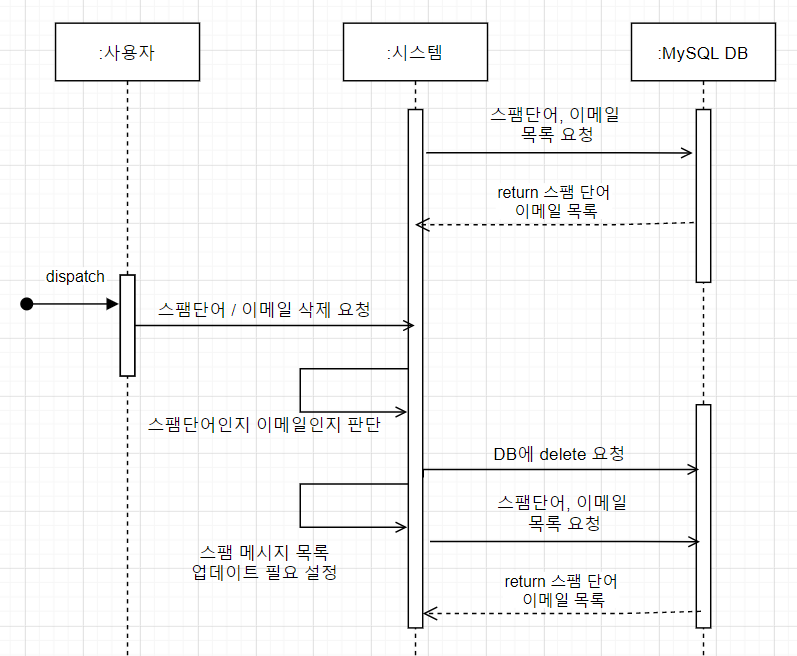 :사용자
:시스템
:MySQL DB
스팸단어, 이메일
목록 요청
return 스팸 단어
이메일 목록
dispatch
스팸단어 / 이메일 삭제 요청
스팸단어인지 이메일인지 판단
DB에 delete 요청
스팸단어, 이메일
목록 요청
스팸 메시지 목록
업데이트 필요 설정
return 스팸 단어
이메일 목록